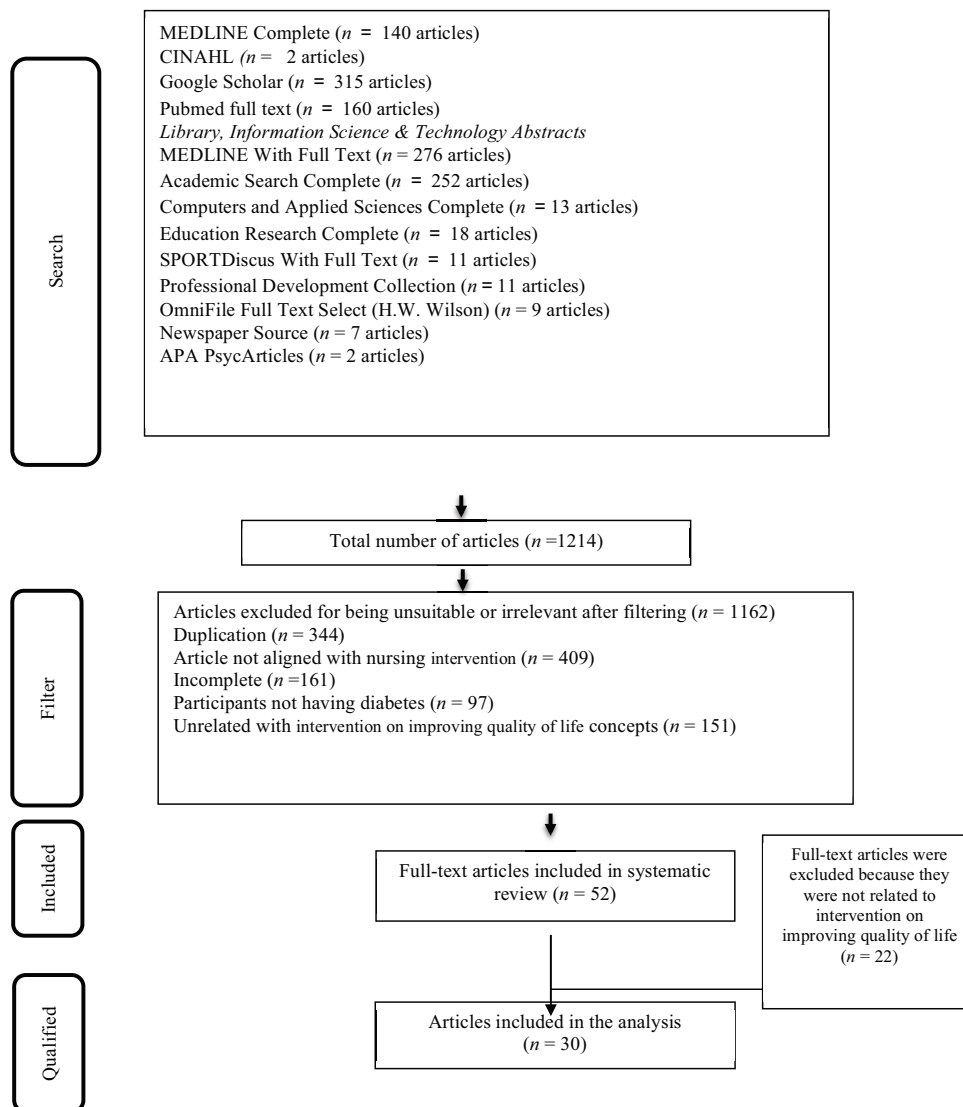 Search
MEDLINE Complete (n = 140 articles)
CINAHL (n = 2 articles)
Google Scholar (n = 315 articles)
Pubmed full text (n = 160 articles)
Library, Information Science & Technology Abstracts
MEDLINE With Full Text (n = 276 articles)
Academic Search Complete (n = 252 articles)
Computers and Applied Sciences Complete (n = 13 articles)
Education Research Complete (n = 18 articles)
SPORTDiscus With Full Text (n = 11 articles)
Professional Development Collection (n = 11 articles)
OmniFile Full Text Select (H.W. Wilson) (n = 9 articles)
Newspaper Source (n = 7 articles)
APA PsycArticles (n = 2 articles)
Total number of articles (n =1214)
Filter
Articles excluded for being unsuitable or irrelevant after filtering (n = 1162)
Duplication (n = 344)
Article not aligned with nursing intervention (n = 409)
Incomplete (n =161)
Participants not having diabetes (n = 97)
Unrelated with intervention on improving quality of life concepts (n = 151)
Included
Full-text articles included in systematic
review (n = 52)
Full-text articles were
excluded because they
were not related to
intervention on
improving quality of life
(n = 22)
Qualified
Articles included in the analysis
(n = 30)